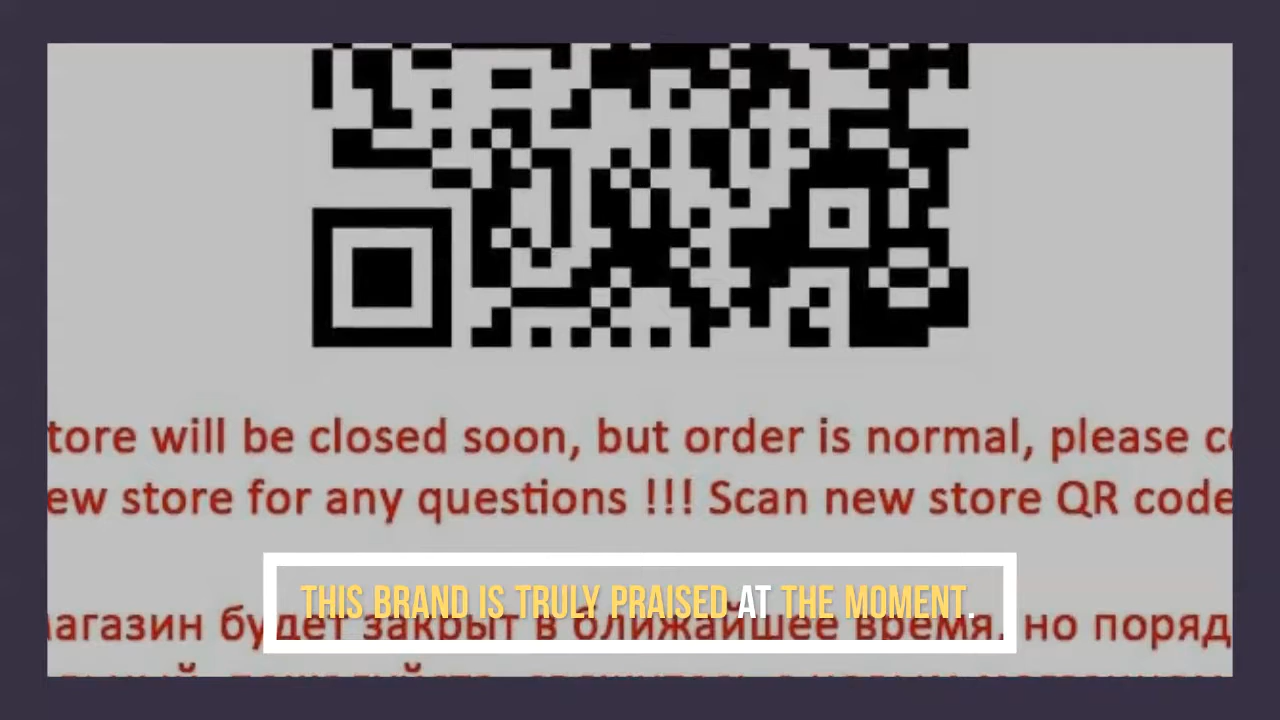 tore will be closed soon, but order is normal, please c
ew store for any questions !!! Scan new store QR code
THIS BRAND IS TRULY PRAISED AT THE MOMENT.
агазин будет закрыт в ближайшее время, но поряд